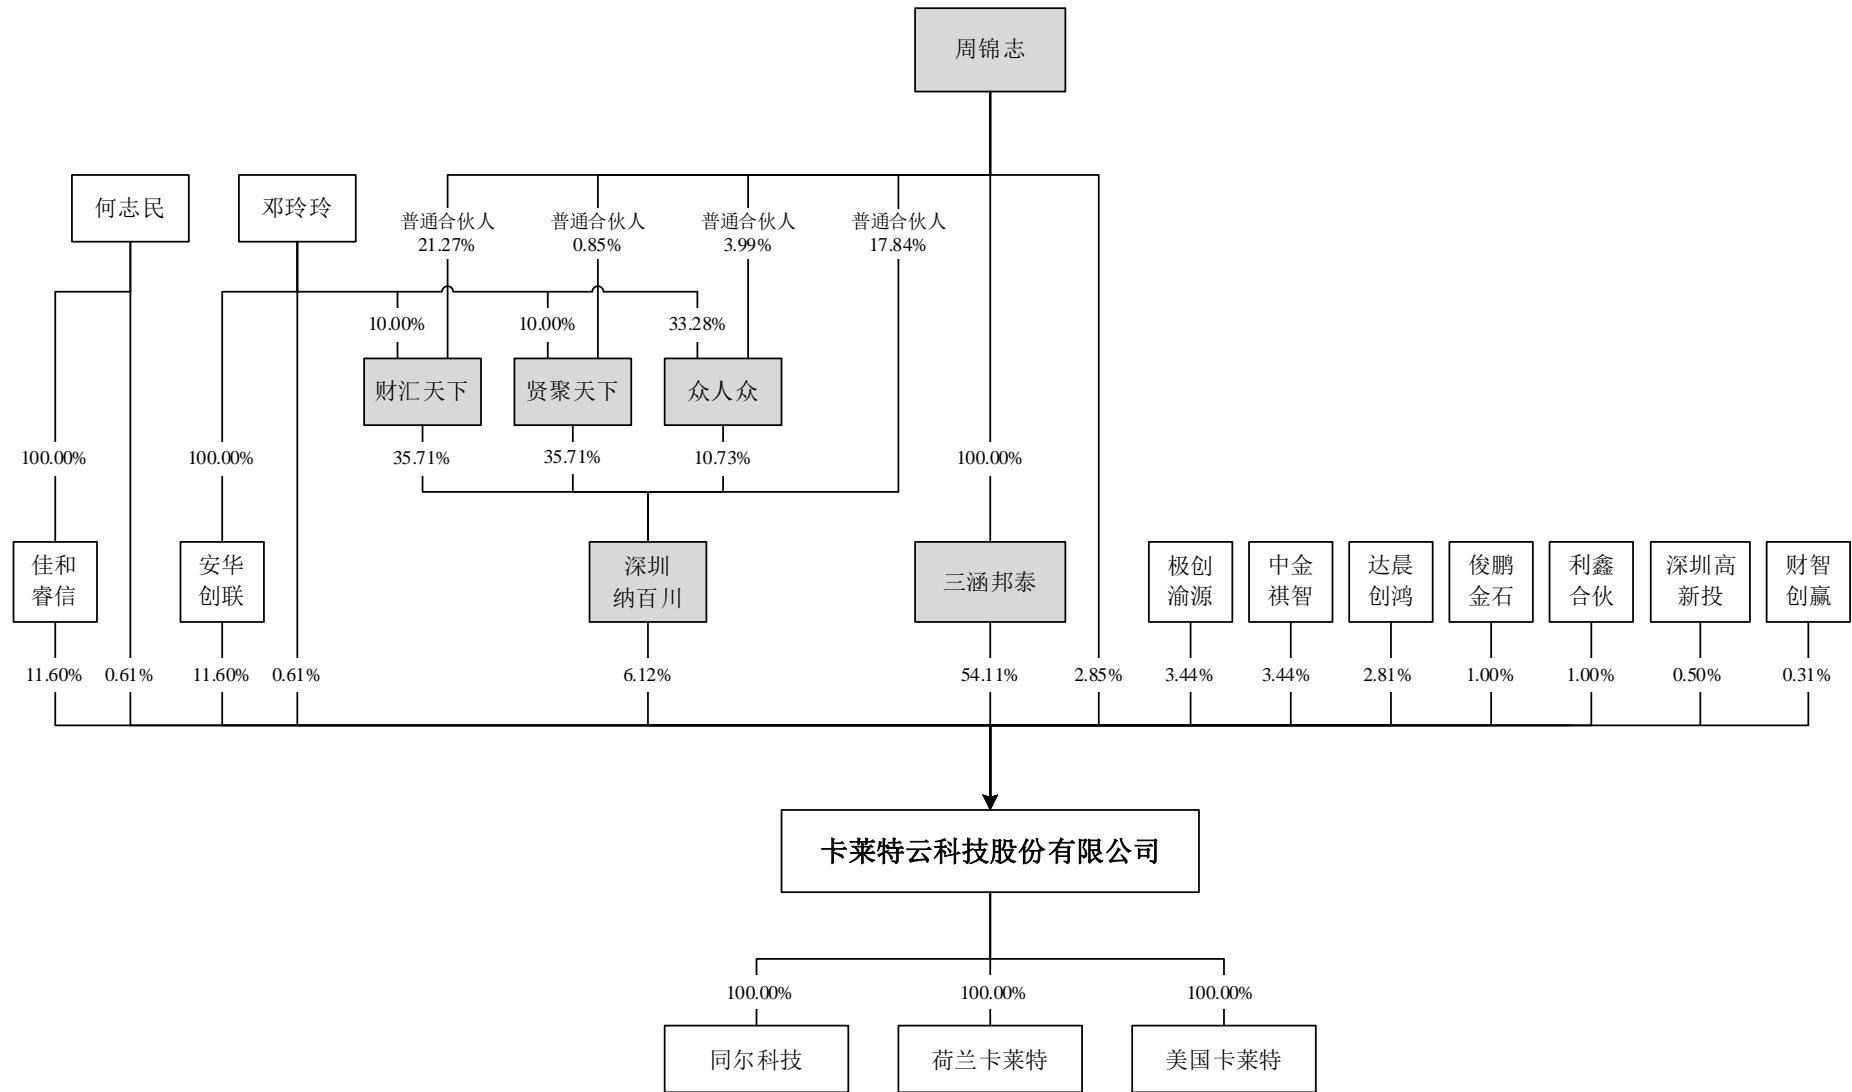 周锦志
何志民
邓玲玲
普通合伙人
21.27%
普通合伙人
0.85%
普通合伙人
3.99%
普通合伙人
17.84%
10.00%
10.00%
33.28%
财汇天下
贤聚天下
众人众
100.00%
100.00%
35.71%
35.71%
10.73%
100.00%
佳和
睿信
安华
创联
深圳
纳百川
三涵邦泰
极创
渝源
中金
祺智
达晨
创鸿
俊鹏
金石
利鑫
合伙
深圳高
新投
财智
创赢
11.60%
0.61%
11.60%
0.61%
6.12%
54.11%
2.85%
3.44%
3.44%
2.81%
1.00%
1.00%
0.50%
0.31%
卡莱特云科技股份有限公司
100.00%
100.00%
100.00%
同尔科技
荷兰卡莱特
美国卡莱特